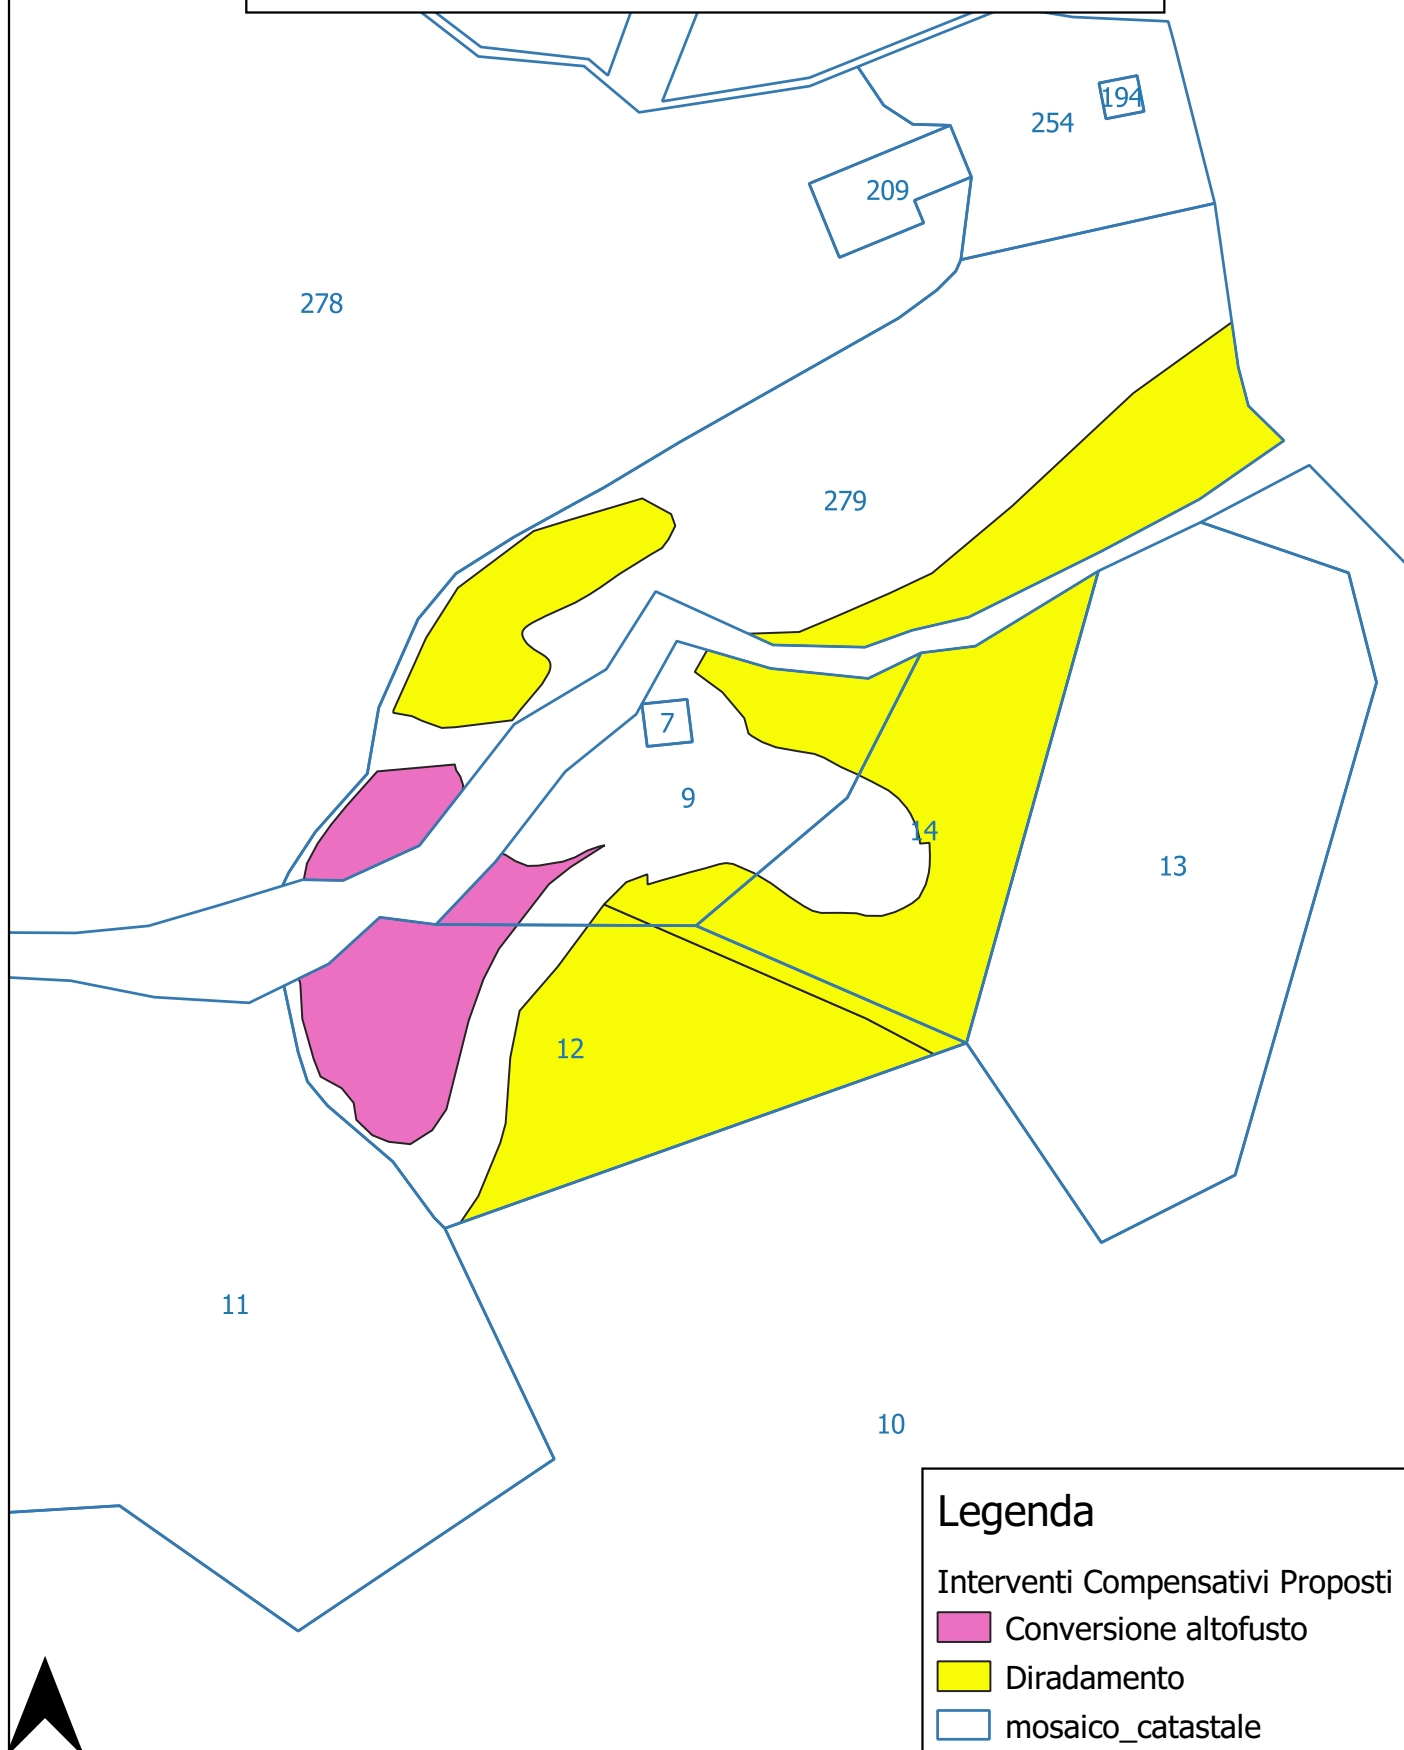 194
254
209
278
279
7
9
14
13
12
11
10
Legenda
Interventi Compensativi Proposti
Conversione altofusto
Diradamento
mosaico_catastale